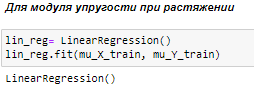 Для модуля упругости при растяжении
lin_reg= LinearRegression()
lin_reg.fit(mu_X_train, mu_Y_train)
LinearRegression()